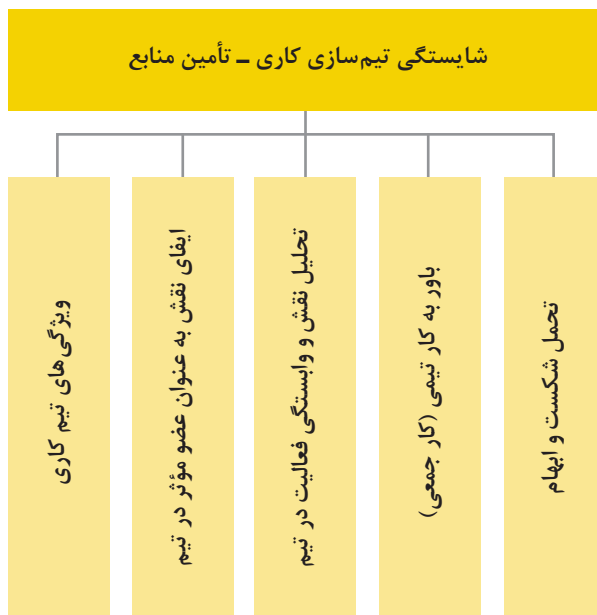 شایستگی تیم‌سازی کاری ـ تأمین منابع
تحمل شکست و ابهام
باور به کار تیمی (کار جمعی)
تحلیل نقش و وابستگی فعالیت در تیم
ایفای نقش به عنوان عضو مؤثر در تیم
ویژگی‌های تیم کاری